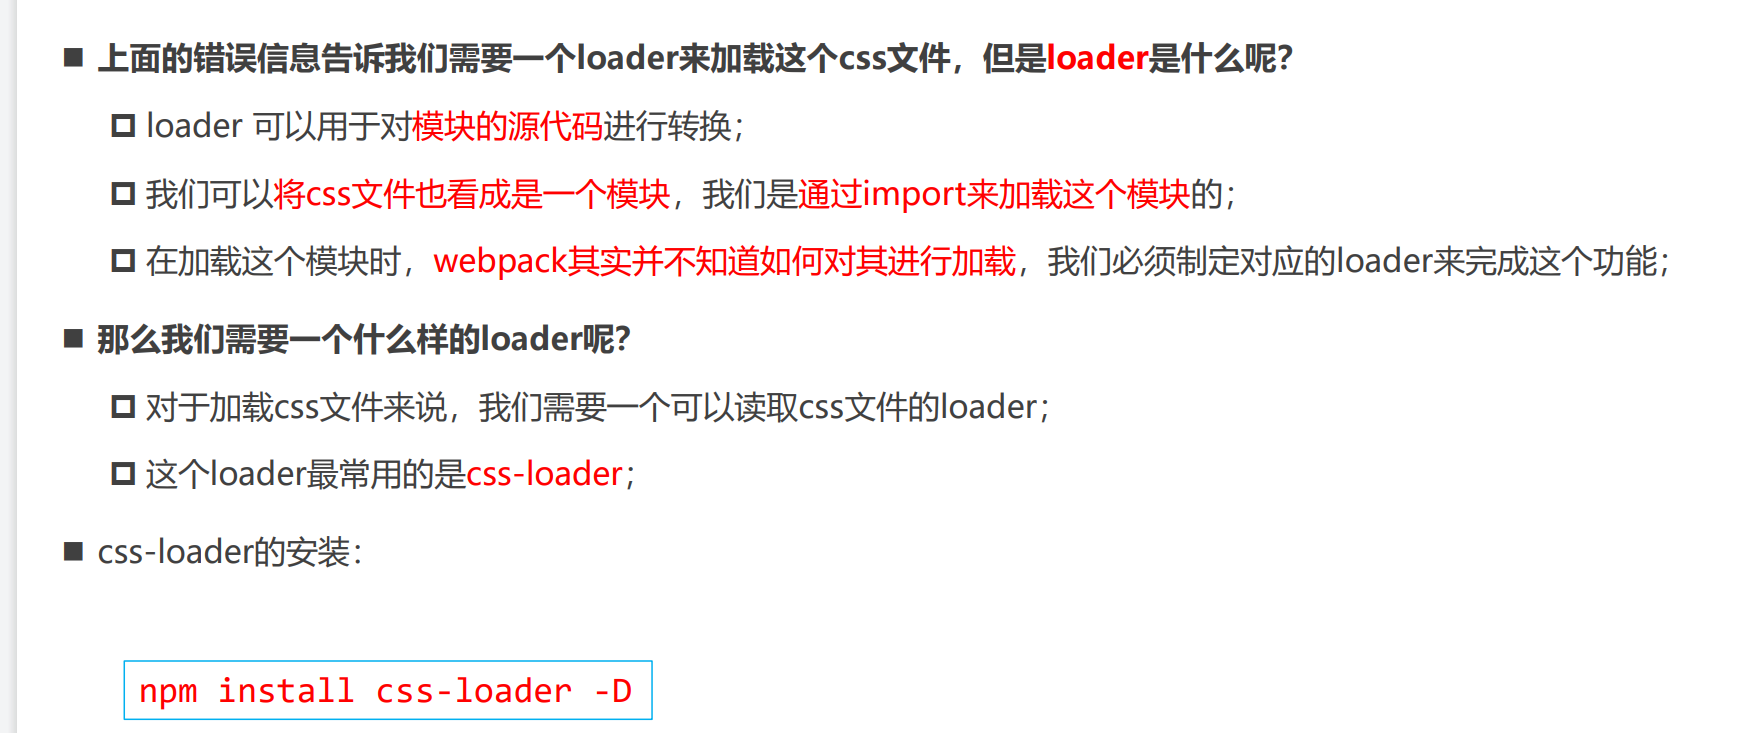 上面的错误信息告诉我们需要一个loader来加载这个css文件，但是loader是什么呢？
loader 可以用于对模块的源代码进行转换；
我们可以将css文件也看成是一个模块，我们是通过import来加载这个模块的；
在加载这个模块时，webpack其实并不知道如何对其进行加载，我们必须制定对应的loader来完成这个功能；
那么我们需要一个什么样的loader呢？
对于加载css文件来说，我们需要一个可以读取css文件的loader；
这个loader最常用的是css-loader；
css-loader的安装：
npm install css-loader -D